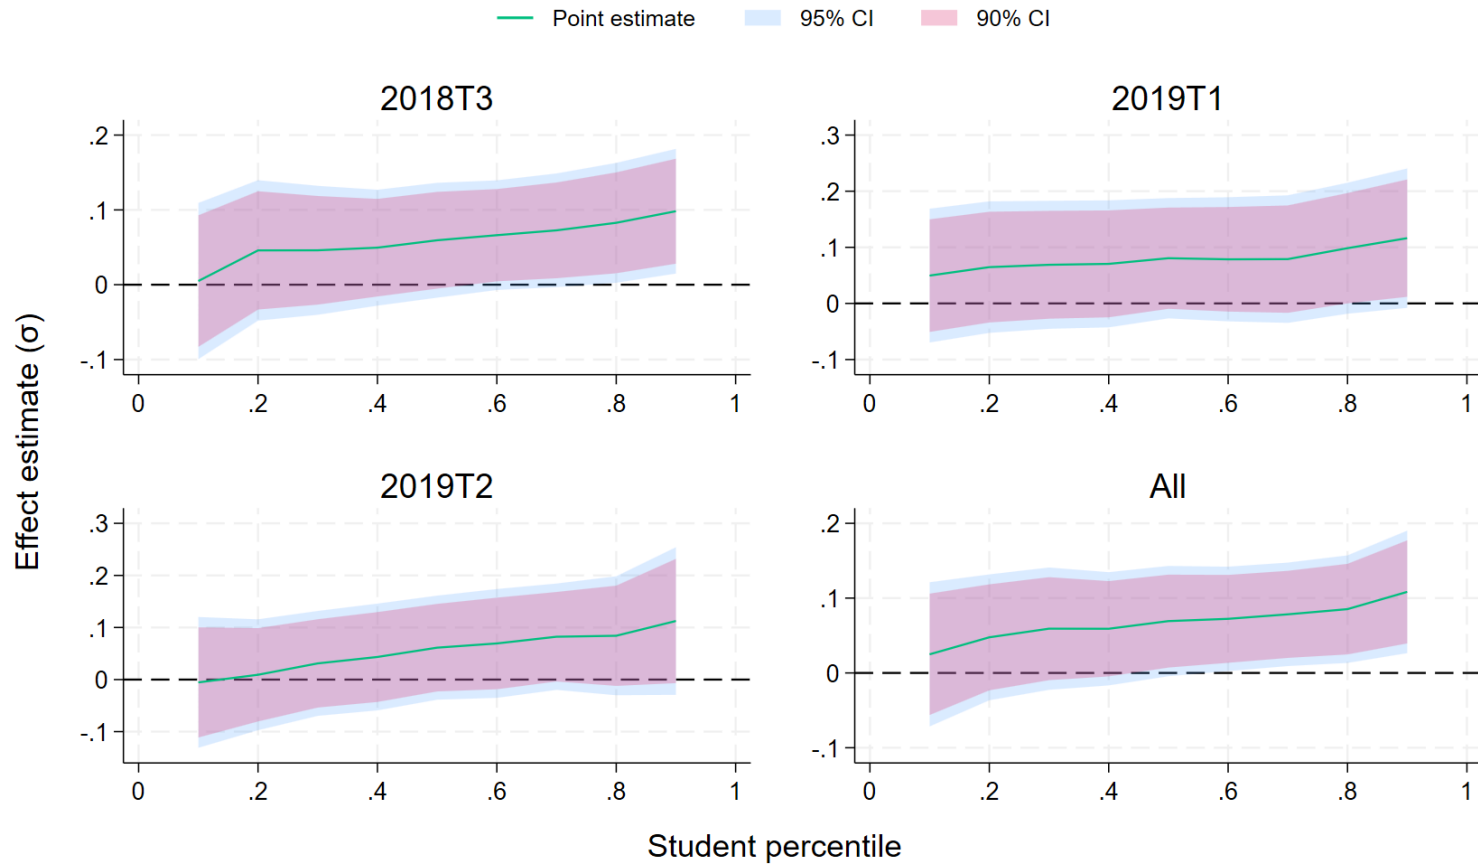 Point estimate 95% CI 90% CI
2018T3
.2
.1
0
-.1
0 .2 .4 .6 .8 1
2019T1
.3
.2
.1
0
-.1
0 .2 .4 .6 .8 1
Effect estimate (σ)
2019T2
.3
.2
.1
0
-.1
0 .2 .4 .6 .8 1
All
.2
.1
0
-.1
0 .2 .4 .6 .8 1
Student percentile